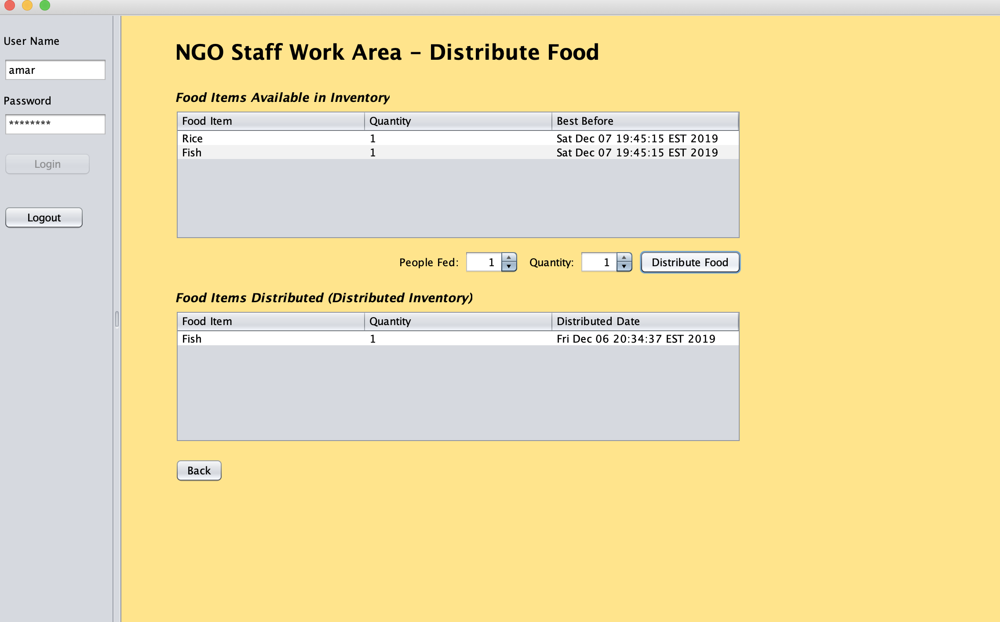 User Name
amar
Password
********
Login
Logout
NGO Staff Work Area - Distribute Food
Food Items Available in Inventory
Food Item Quantity Best Before
Rice 1 Sat Dec 07 19:45:15 EST 2019
Fish 1 Sat Dec 07 19:45:15 EST 2019
People Fed: 1 Quantity: 1 Distribute Food
Food Items Distributed (Distributed Inventory)
Food Item Quantity Distributed Date
Fish 1 Fri Dec 06 20:34:37 EST 2019
Back